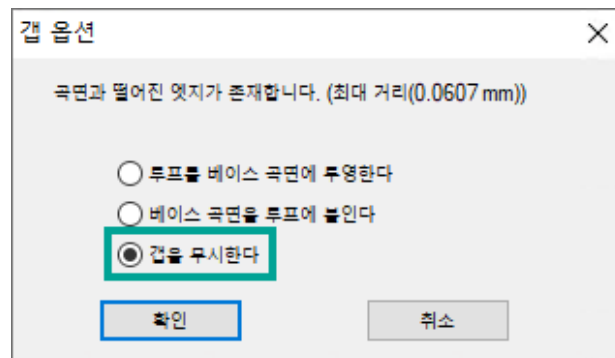 갭 옵션
곡면과 떨어진 엣지가 존재합니다. (최대 거리(0.0607 mm))
루프를 베이스 곡면에 투영한다
베이스 곡면을 루프에 붙인다
갭을 무시한다
확인
취소